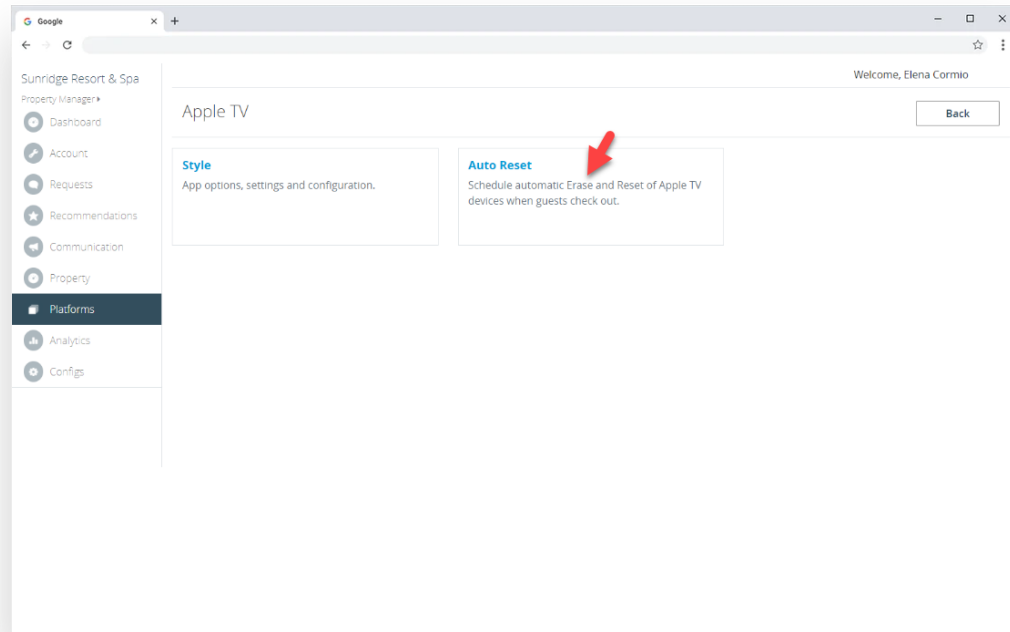 Google
Sunridge Resort & Spa
Welcome, Elena Cormio
Property Manager
Apple TV
Back
Dashboard
Account
Requests
Recommendations
Communication
Property
Platforms
Analytics
Configs
Style
App options, settings and configuration.
Auto Reset
Schedule automatic Erase and Reset of Apple TV
devices when guests check out.